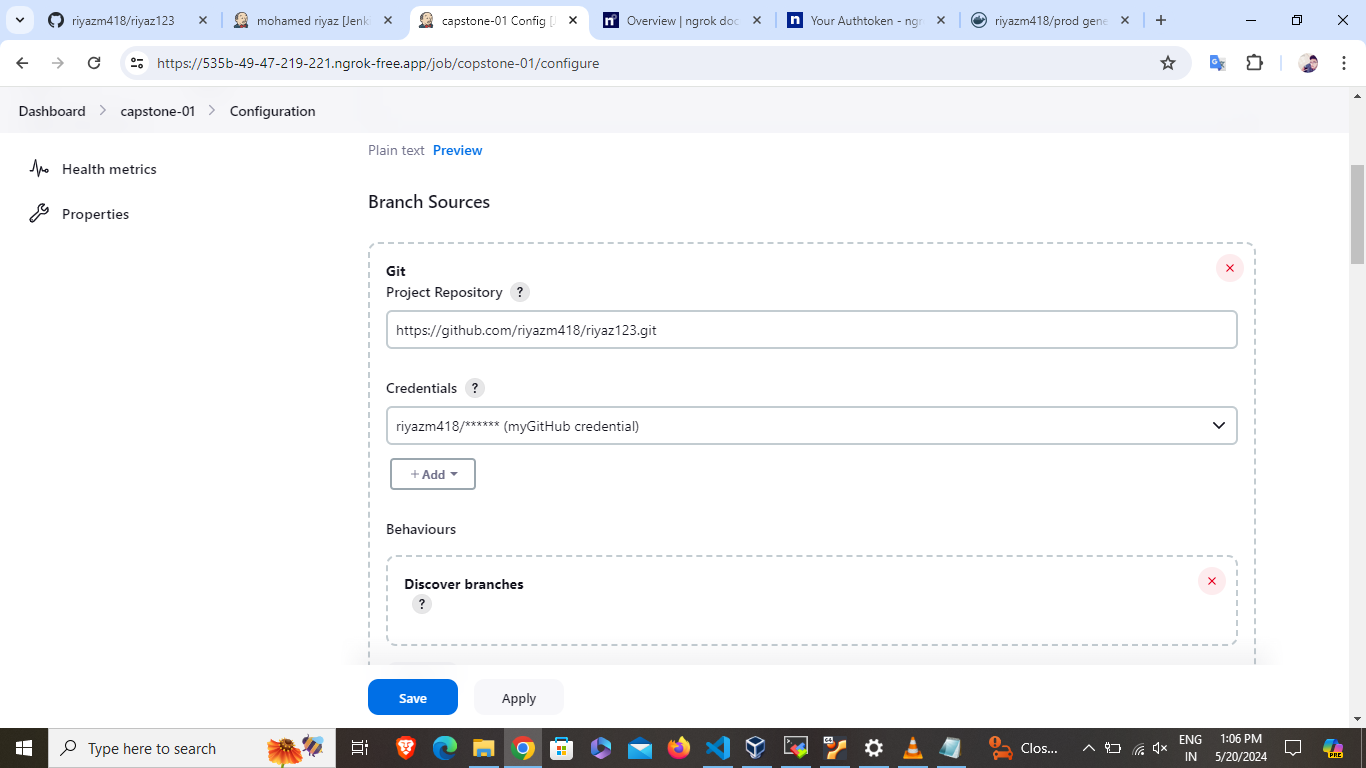 riyazm418/riyaz123
mohamed riyaz [Jenk
capstone-01 Config [J
Overview | ngrok doc
Your Authtoken - ngr
riyazm418/prod gene
https://535b-49-47-219-221.ngrok-free.app/job/copstone-01/configure
Dashboard
capstone-01
Configuration
Health metrics
Properties
Plain text Preview
Branch Sources
Git
Project Repository ?
https://github.com/riyazm418/riyaz123.git
Credentials ?
riyazm418/****** (myGitHub credential)
+ Add
Behaviours
Discover branches
?
Save
Apply
Type here to search
Clos...
ENG
IN
1:06 PM
5/20/2024
PRE